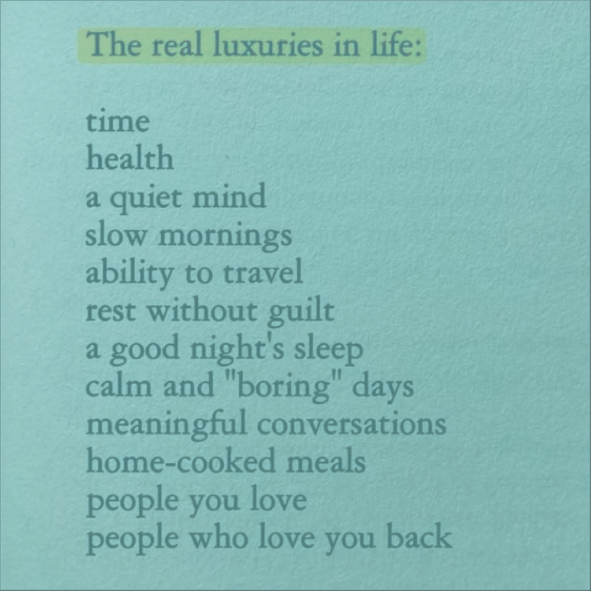 The real luxuries in life:
time
health
a quiet mind
slow mornings
ability to travel
rest without guilt
a good night's sleep
calm and "boring" days
meaningful conversations
home-cooked meals
people you love
people who love you back